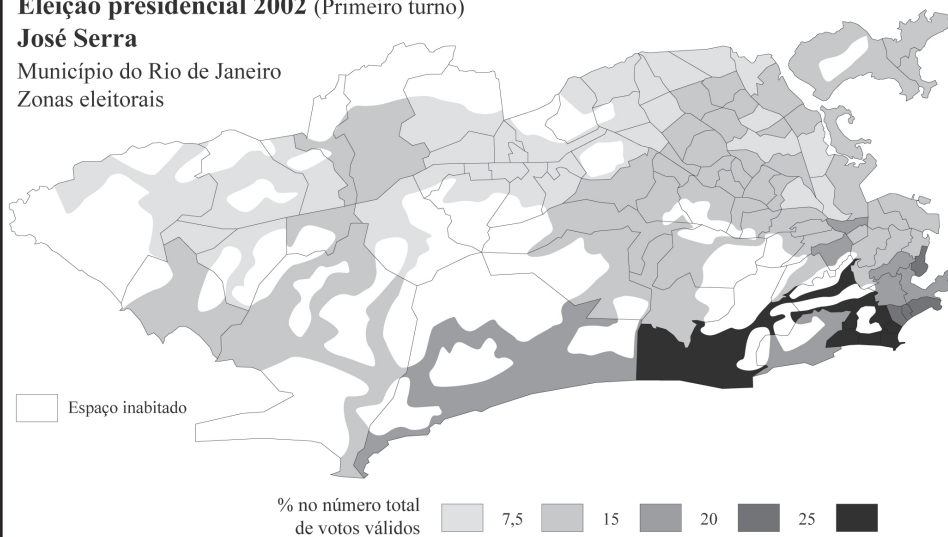 Eleição presidencial 2002 (Primeiro turno)
José Serra
Município do Rio de Janeiro
Zonas eleitorais
Espaço inabitado
% no número total
de votos válidos
7,5
15
20
25